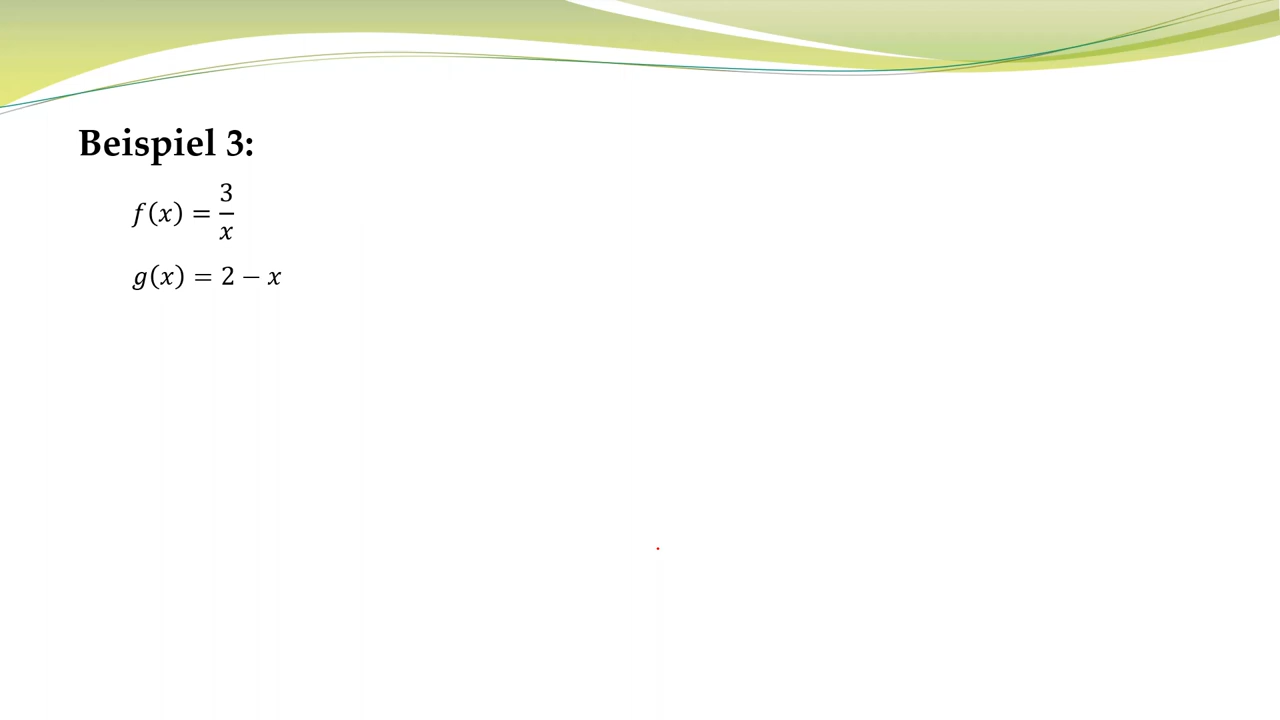 Beispiel 3:
f(x) = 3/x
g(x) = 2 − x